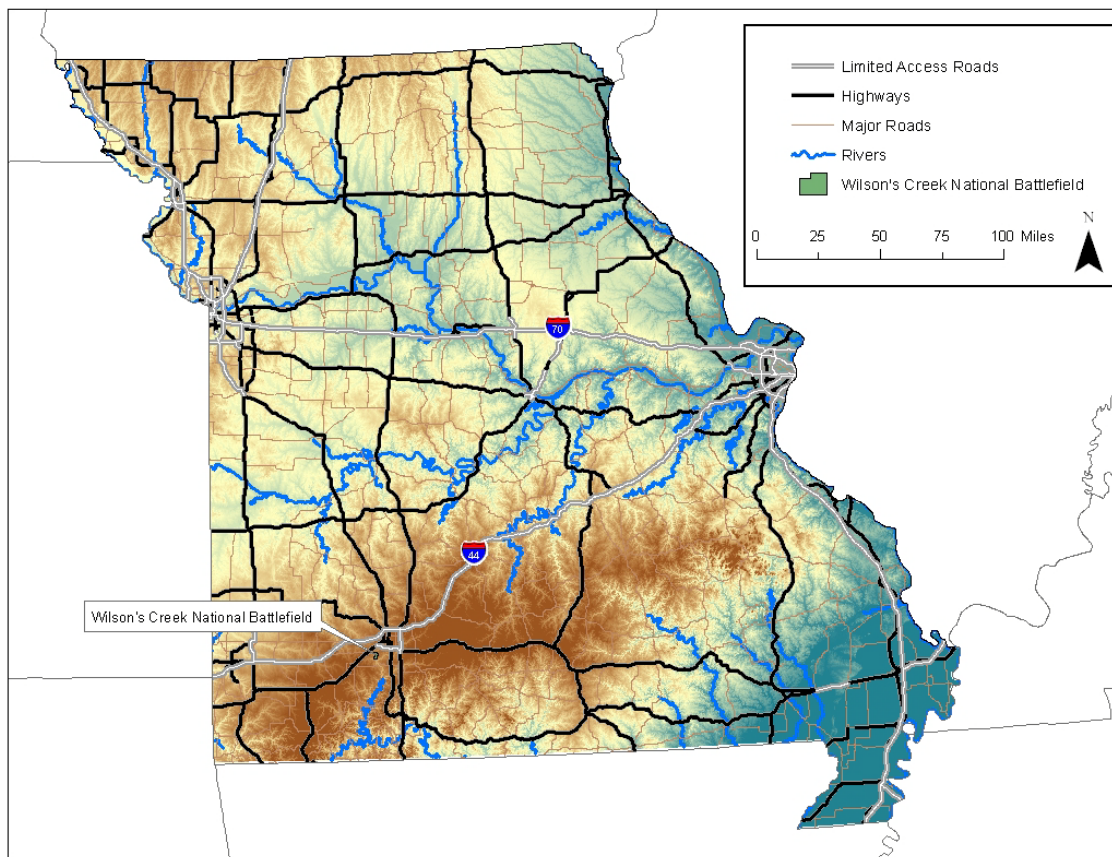 Limited Access Roads
Highways
Major Roads
Rivers
Wilson's Creek National Battlefield
N
0 25 50 75 100 Miles
70
44
Wilson's Creek National Battlefield